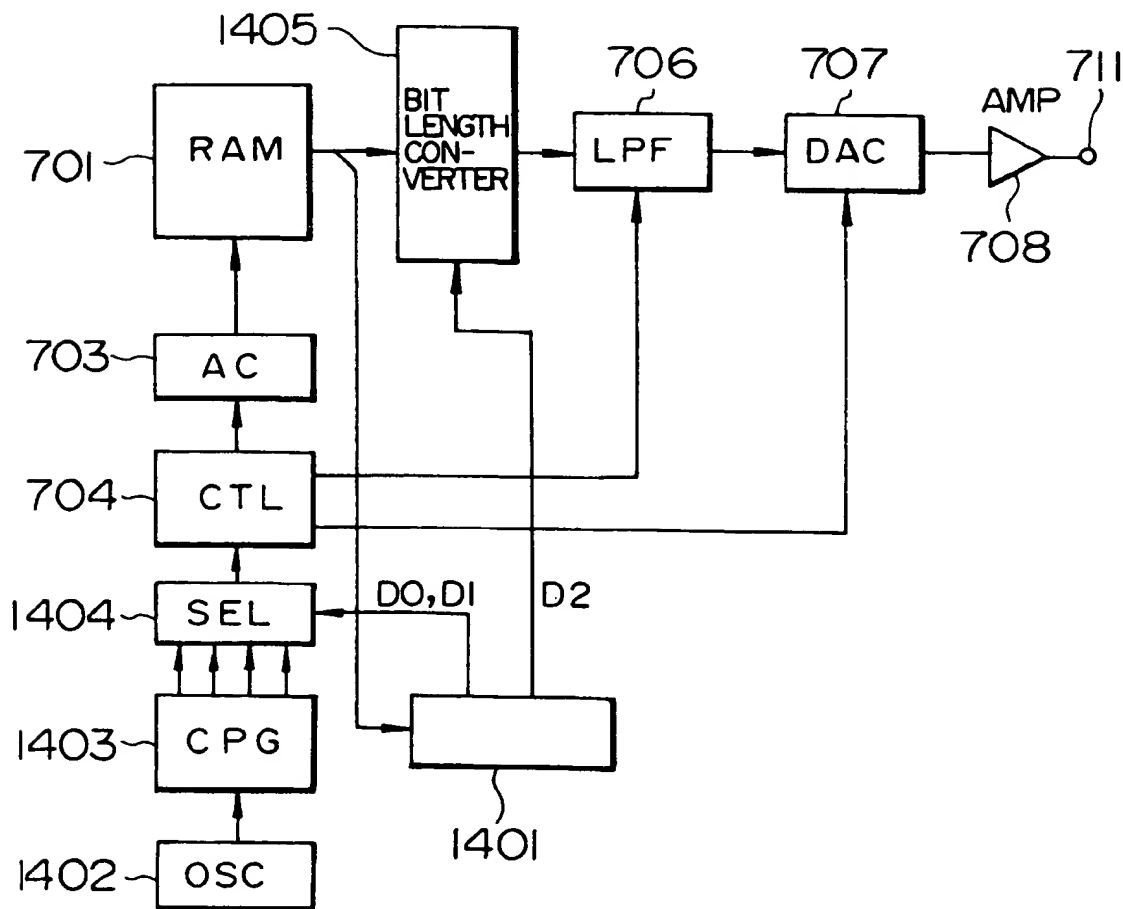 1405
706
707
711
AMP
RAM
BIT
LENGTH
CON-
VERTER
LPF
DAC
701
708
703
AC
704
CTL
1404
SEL
D0, D1
D2
1403
CPG
1401
1402
OSC